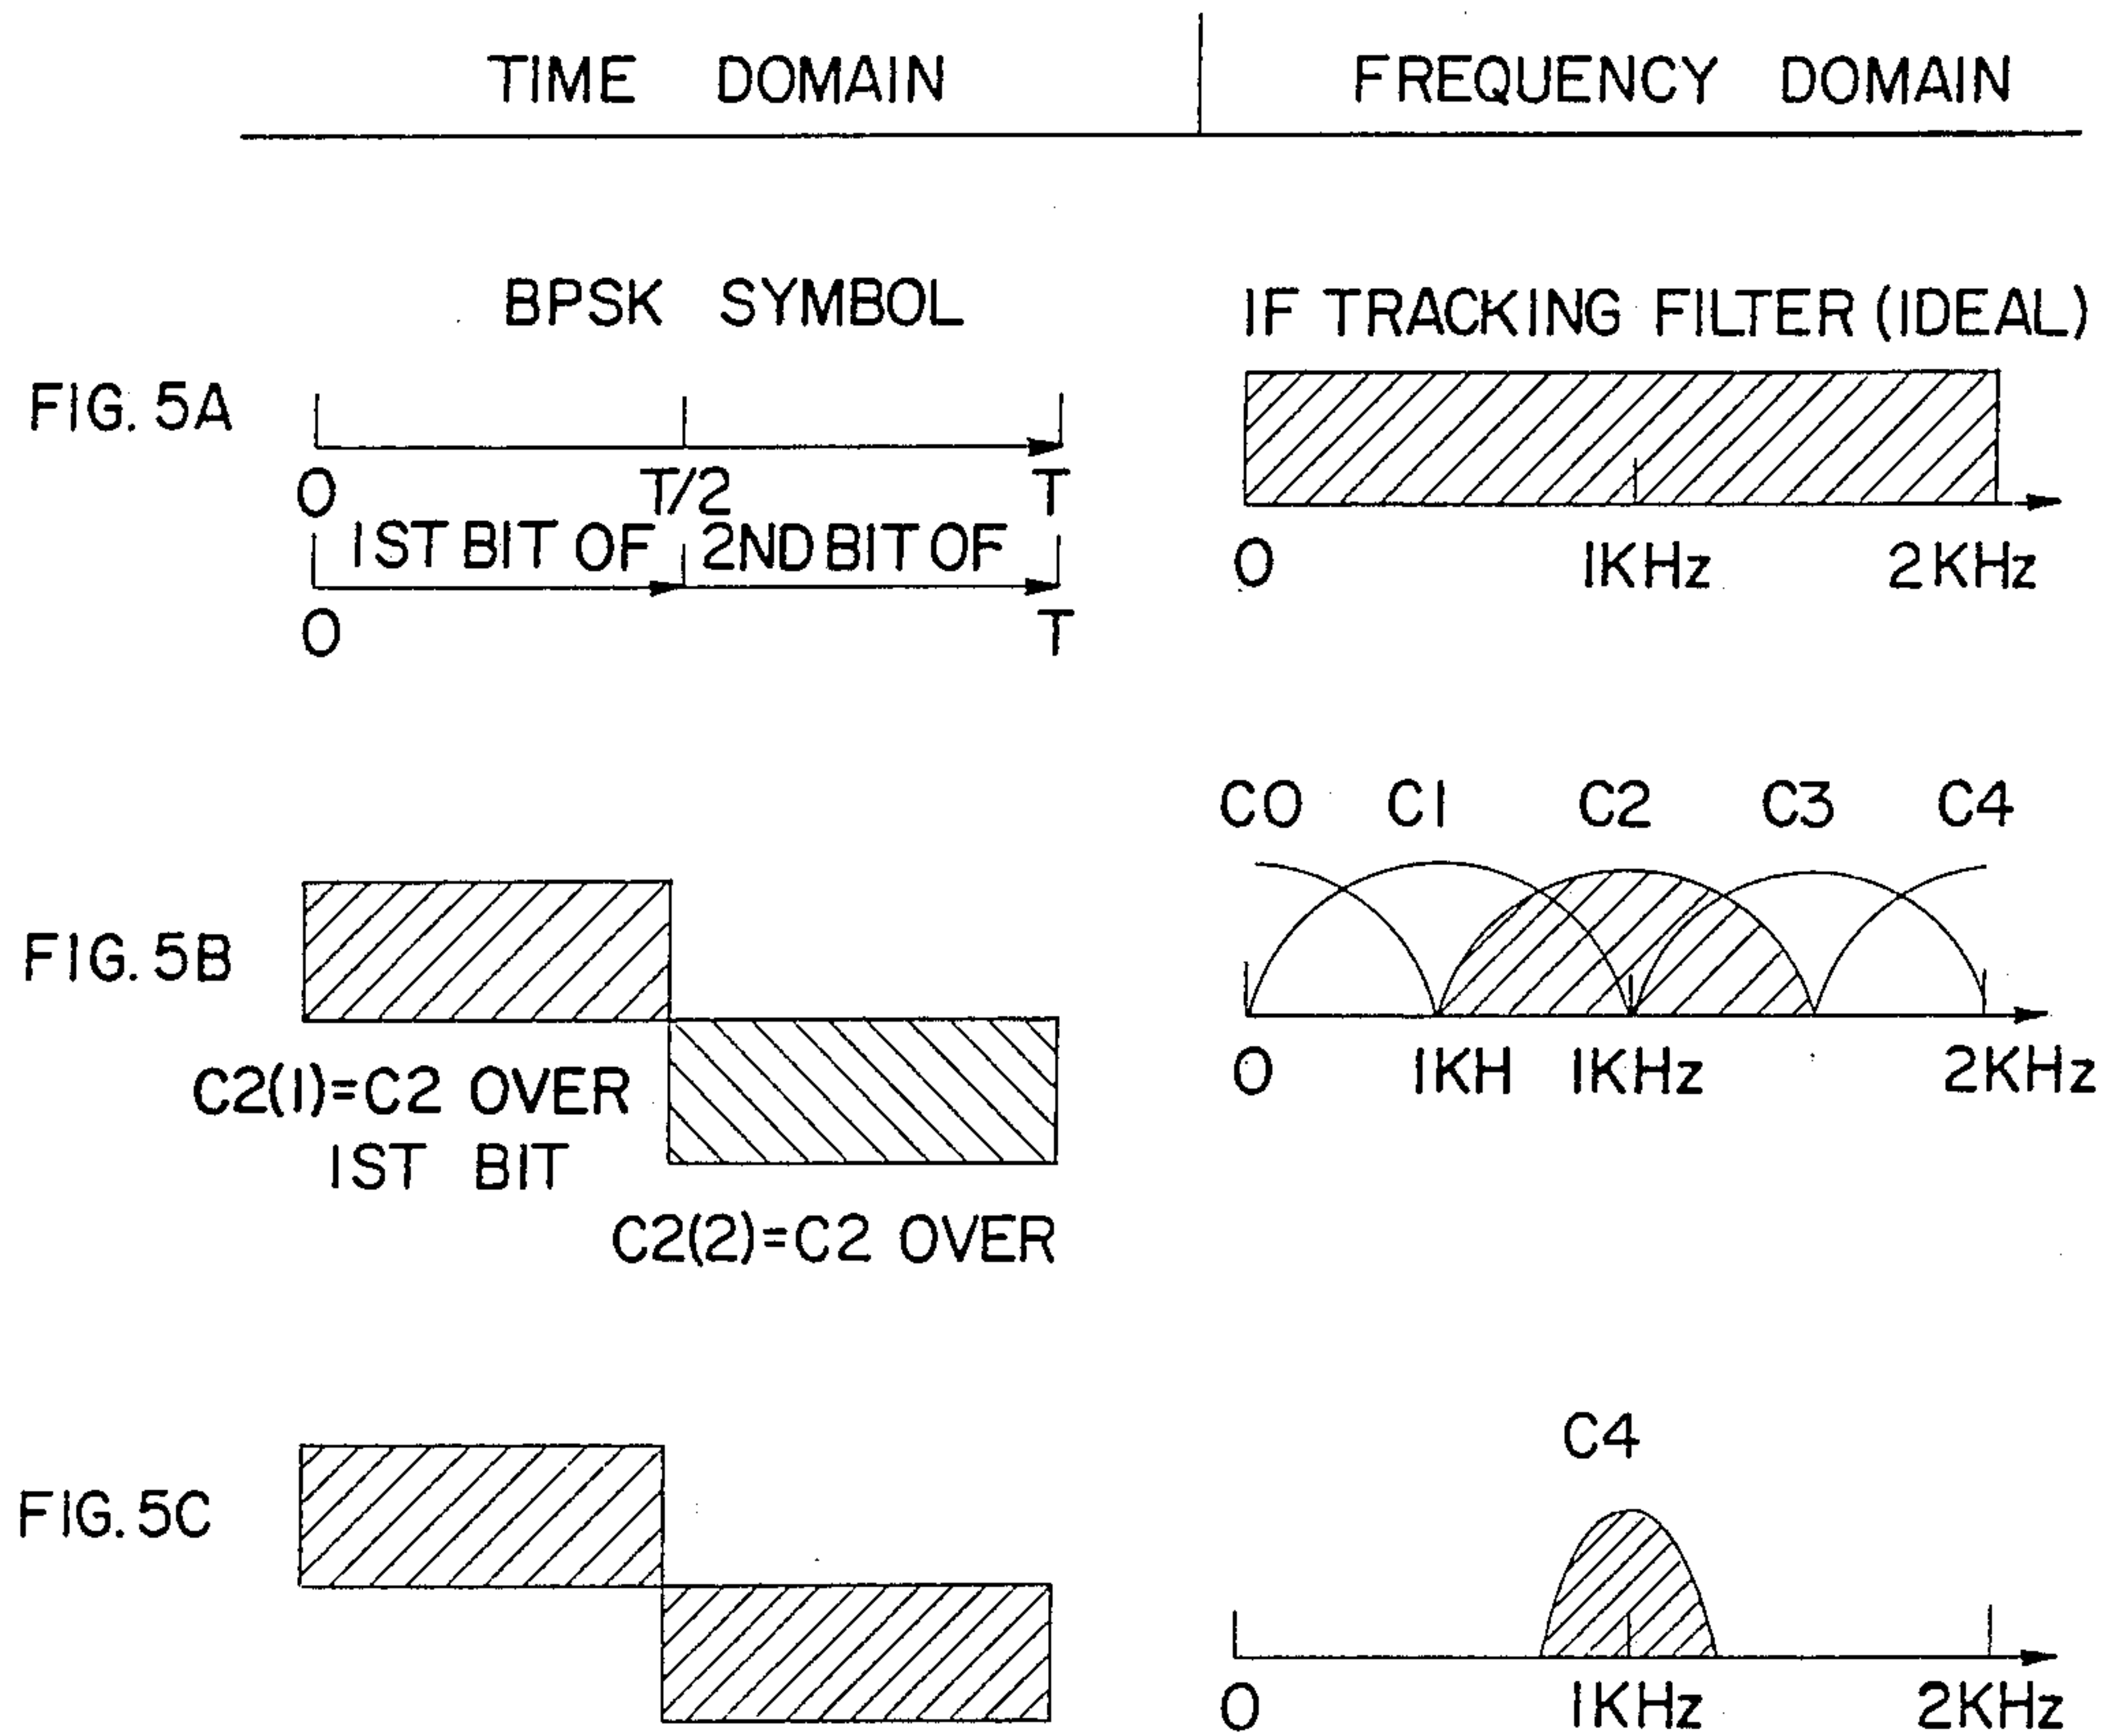 TIME DOMAIN
FREQUENCY DOMAIN
BPSK SYMBOL
IF TRACKING FILTER (IDEAL)
FIG. 5A
0 T/2 T
1ST BIT OF 2ND BIT OF
0 T
0 1KHz 2KHz
C0 C1 C2 C3 C4
FIG. 5B
0 1KH 1KHz 2KHz
C2(1)=C2 OVER
1ST BIT
C2(2)=C2 OVER
C4
FIG. 5C
0 1KHz 2KHz